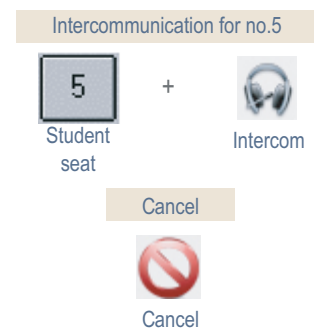 Intercommunication for no.5
5 + 
Student Intercom
seat
Cancel
Cancel